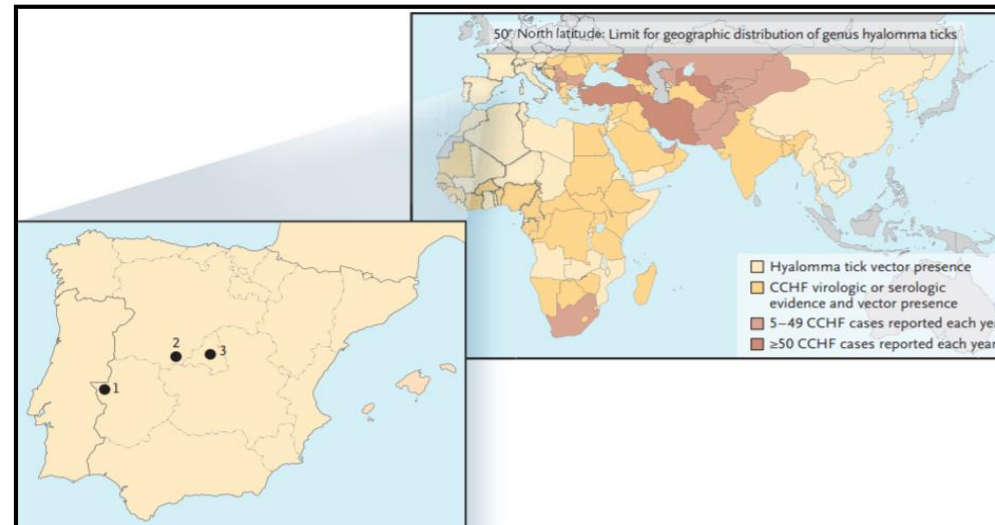 50° North latitude: Limit for geographic distribution of genus hyalomma ticks
Hyalomma tick vector presence
CCHF virologic or serologic
evidence and vector presence
5–49 CCHF cases reported each yea
≥50 CCHF cases reported each year
2
3
1